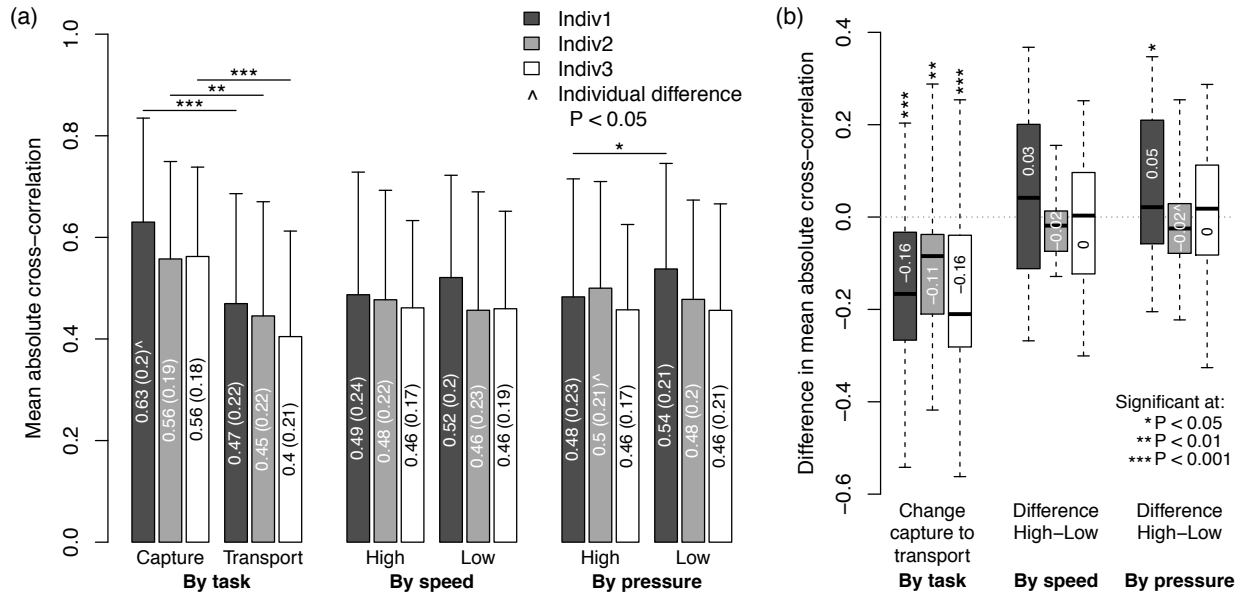 (a)
Mean absolute cross−correlation
1.0
0.8
0.6
0.4
0.2
0.0
Indiv1
Indiv2
Indiv3
^ Individual difference
P < 0.05
***
**
***
*
0.63 (0.2)^
0.56 (0.19)
0.56 (0.18)
0.47 (0.22)
0.45 (0.22)
0.4 (0.21)
0.49 (0.24)
0.48 (0.22)
0.46 (0.17)
0.52 (0.2)
0.46 (0.23)
0.46 (0.19)
0.48 (0.23)
0.5 (0.21)^
0.46 (0.17)
0.54 (0.21)
0.48 (0.2)
0.46 (0.21)
Capture Transport High Low High Low
By task By speed By pressure
(b)
Difference in mean absolute cross−correlation
0.4
0.2
0.0
−0.2
−0.4
−0.6
***
**
***
*
−0.16
−0.11
−0.16
0.03
−0.02
0
0.05
−0.02^
0
Significant at:
* P < 0.05
** P < 0.01
*** P < 0.001
Change
capture to
transport
Difference
High−Low
Difference
High−Low
By task By speed By pressure